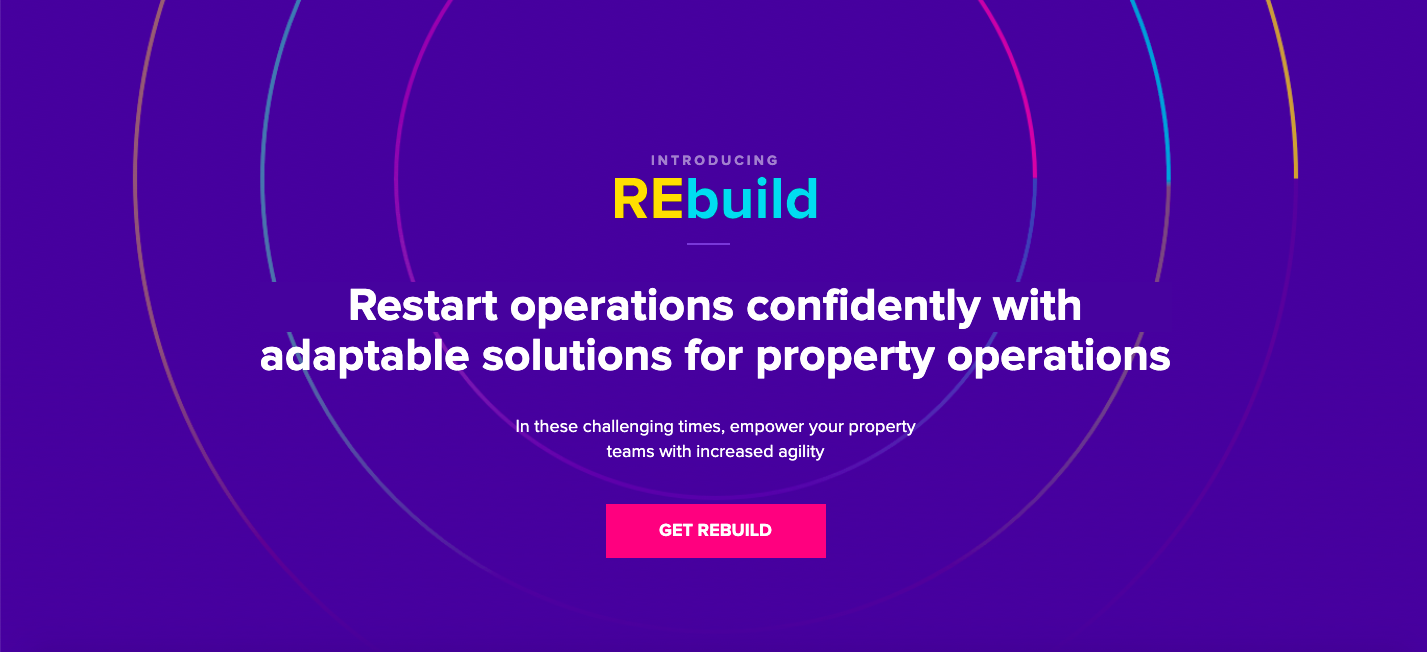 INTRODUCING
REbuild
Restart operations confidently with
adaptable solutions for property operations
In these challenging times, empower your property
teams with increased agility
GET REBUILD